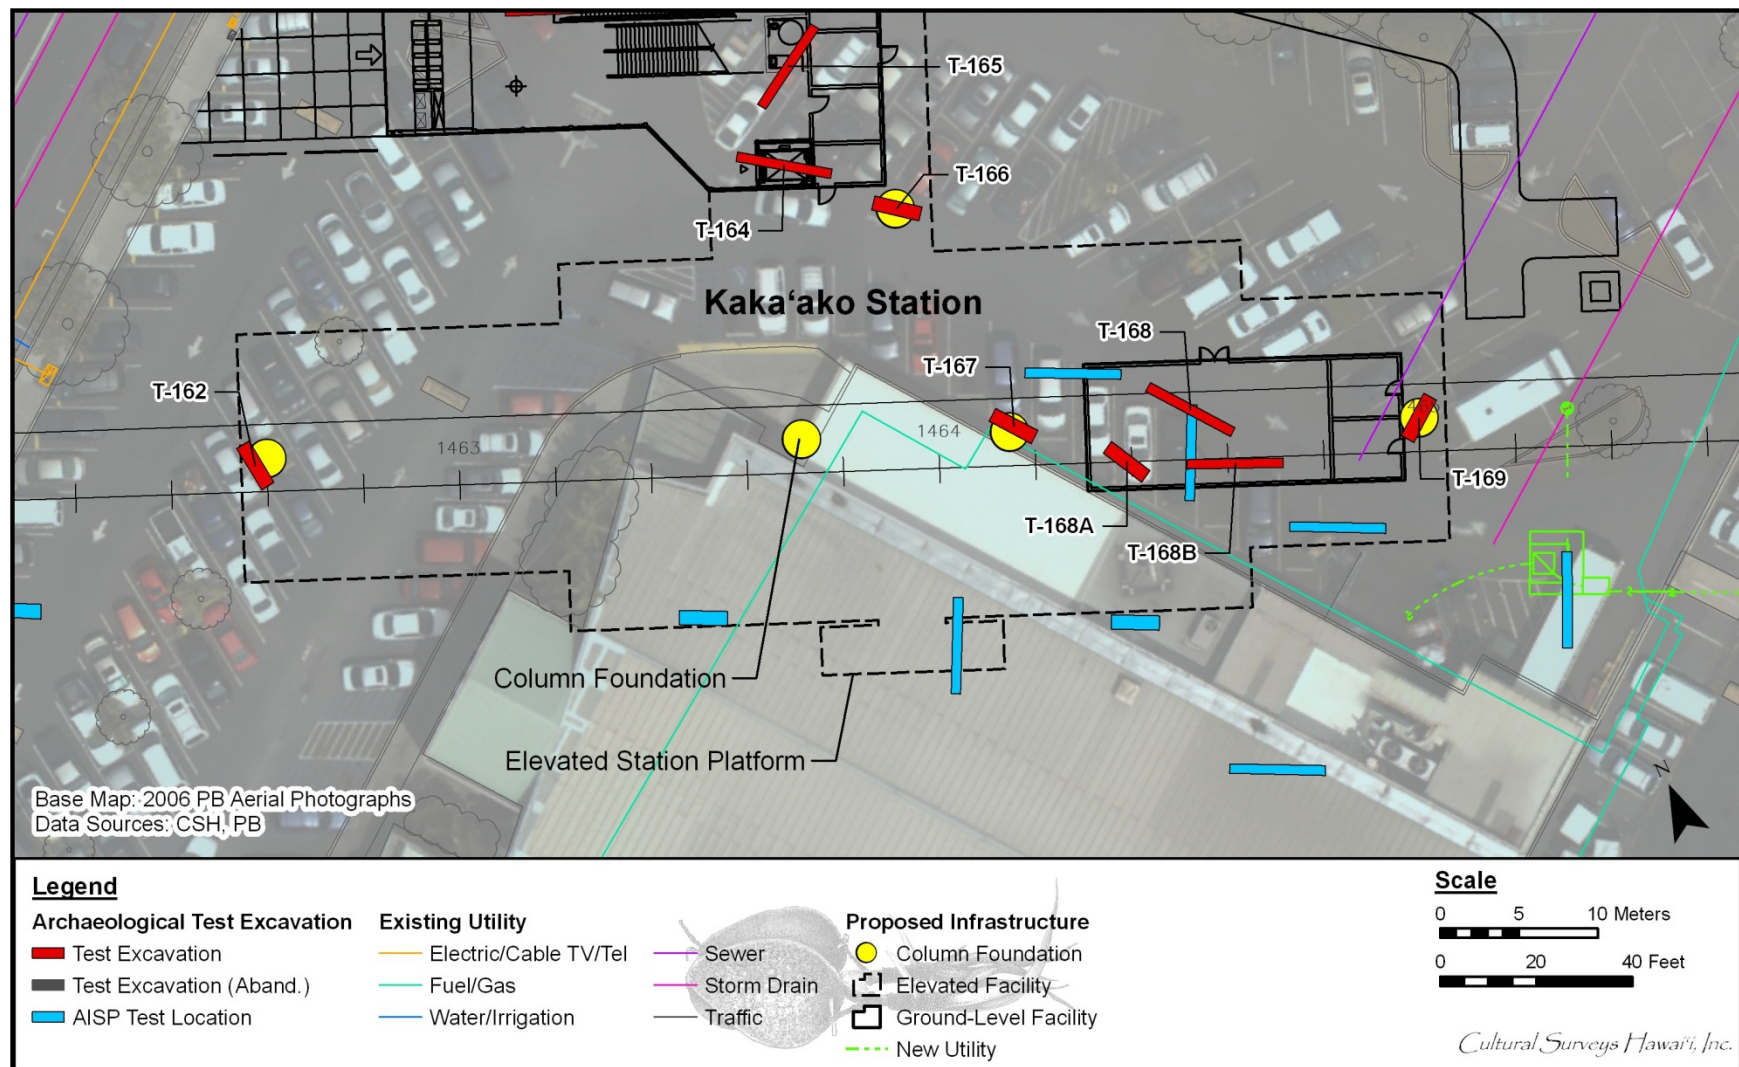 T-165
T-166
T-164
Kaka‘ako Station
T-168
T-167
T-162
1463
1464
T-169
T-168A
T-168B
Column Foundation
Elevated Station Platform
N
Base Map: 2006 PB Aerial Photographs
Data Sources: CSH, PB
Legend
Archaeological Test Excavation
Test Excavation
Test Excavation (Aband.)
AISP Test Location
Existing Utility
Electric/Cable TV/Tel
Fuel/Gas
Water/Irrigation
Sewer
Storm Drain
Traffic
Proposed Infrastructure
Column Foundation
Elevated Facility
Ground-Level Facility
New Utility
Scale
0 5 10 Meters
0 20 40 Feet
Cultural Surveys Hawai‘i, Inc.